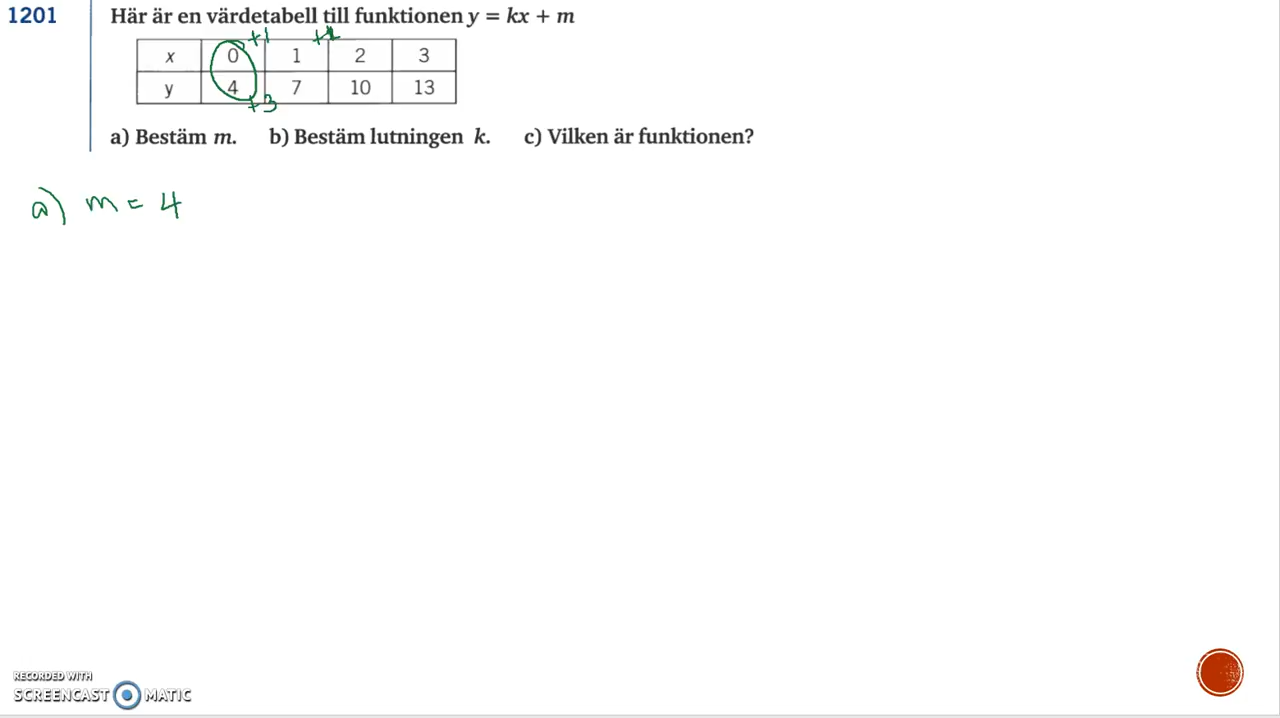 1201 Här är en värdetabell till funktionen y = kx + m
+1 +1
x 0 1 2 3
y 4 7 10 13
+3
a) Bestäm m. b) Bestäm lutningen k. c) Vilken är funktionen?
a) m = 4
RECORDED WITH
SCREENCAST MATIC